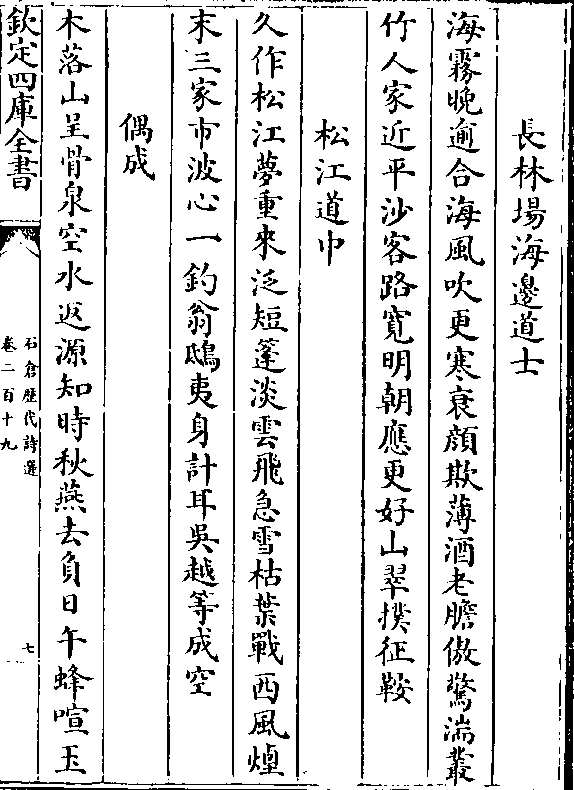 長林場海邊道士
海霧晚逾合海風吹更寒衰顔欺薄酒老膽傲驚湍叢
竹人家近平沙客路寛明朝應更好山翠撲征鞍
松江道中
久作松江夢重來泛短蓬淡雲飛急雪枯葉戰西風煙
末三家市波心一釣翁鴟夷身計耳吳越等成空
偶成
木落山呈骨泉空水返源知時秋燕去負日午蜂喧玉
欽定四庫全書
石倉歴代詩選
卷二百十九
七